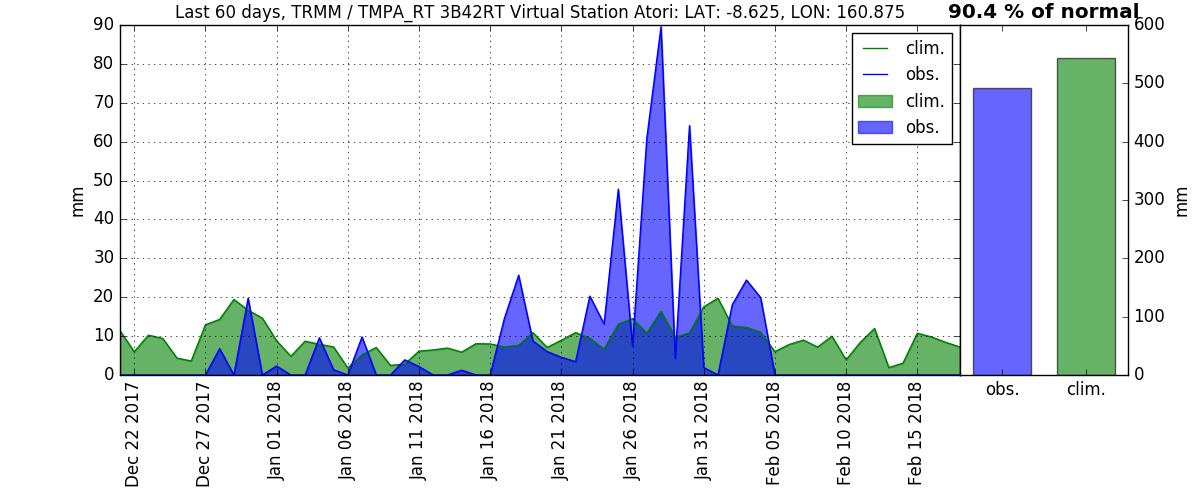 Last 60 days, TRMM / TMPA_RT 3B42RT Virtual Station Atori: LAT: -8.625, LON: 160.875
90.4 % of normal
90
80
70
60
50
40
30
20
10
0
mm
clim.
obs.
clim.
obs.
Dec 22 2017
Dec 27 2017
Jan 01 2018
Jan 06 2018
Jan 11 2018
Jan 16 2018
Jan 21 2018
Jan 26 2018
Jan 31 2018
Feb 05 2018
Feb 10 2018
Feb 15 2018
600
500
400
300
200
100
0
mm
obs.
clim.